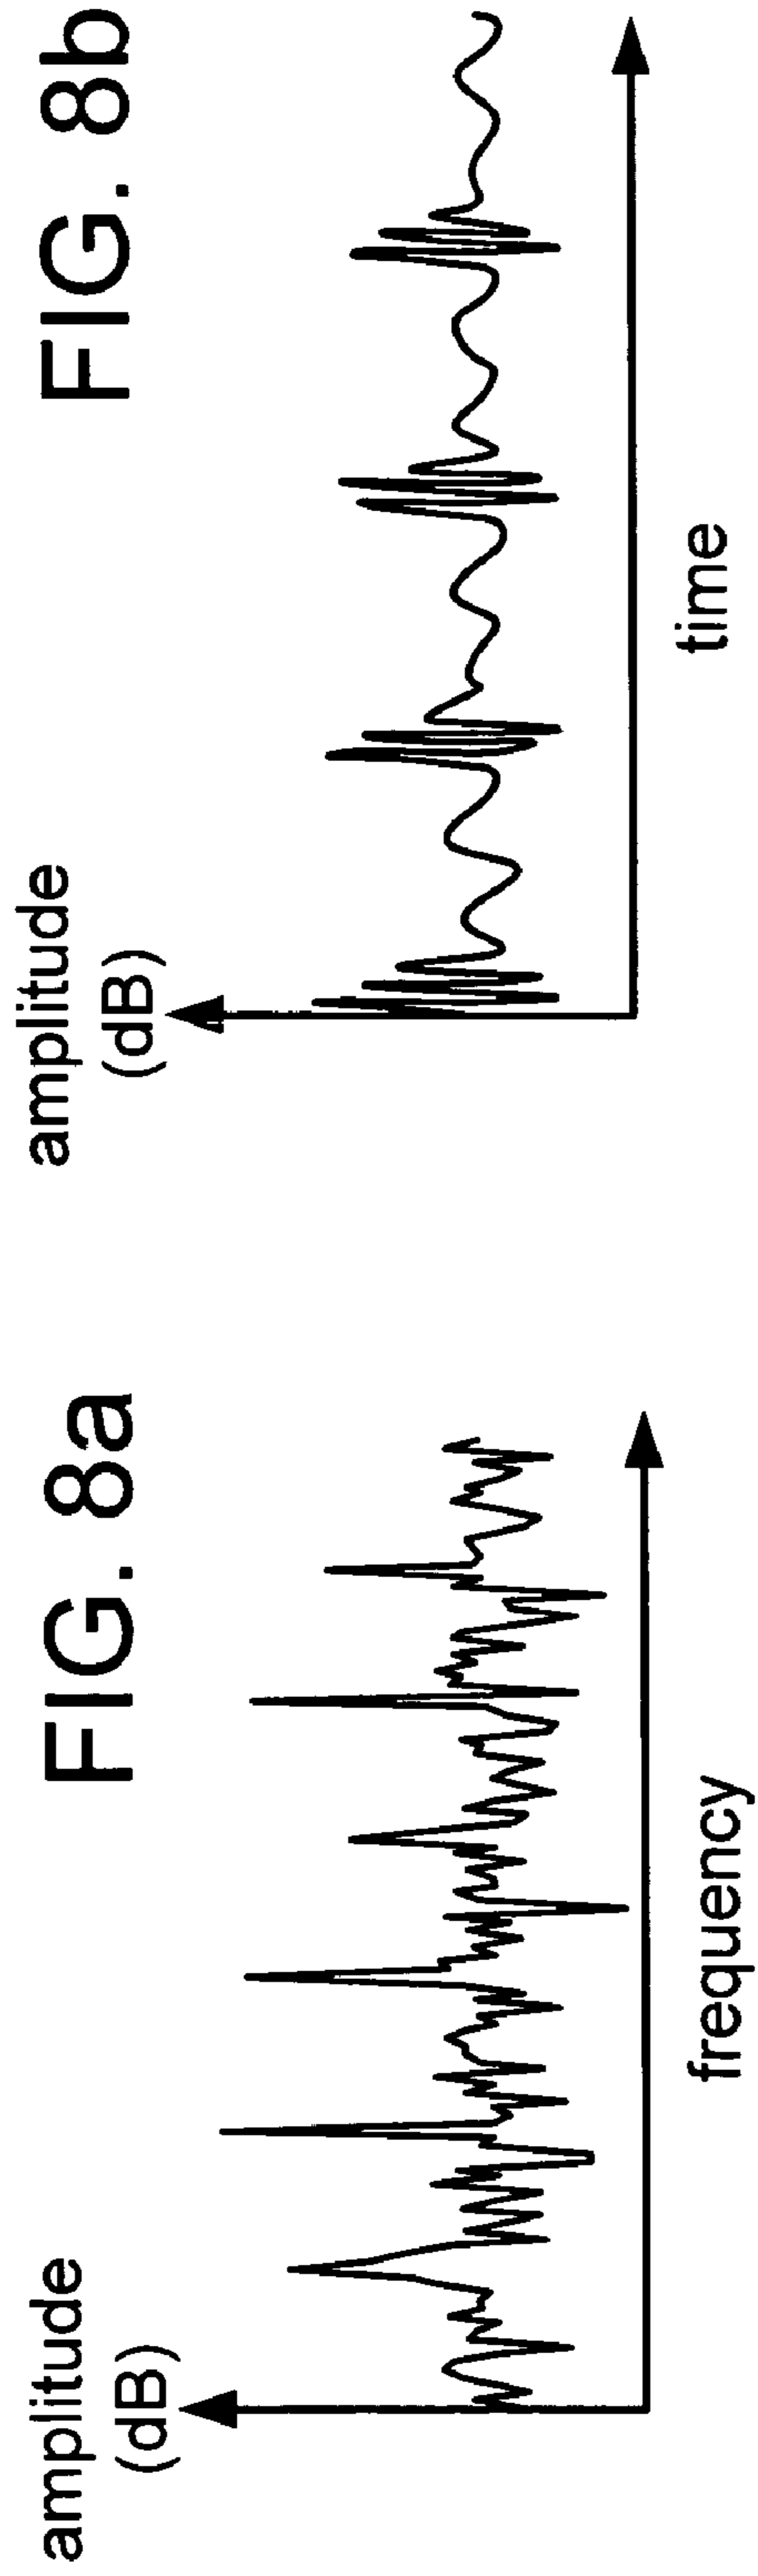 FIG. 8a
amplitude
(dB)
frequency
FIG. 8b
amplitude
(dB)
time